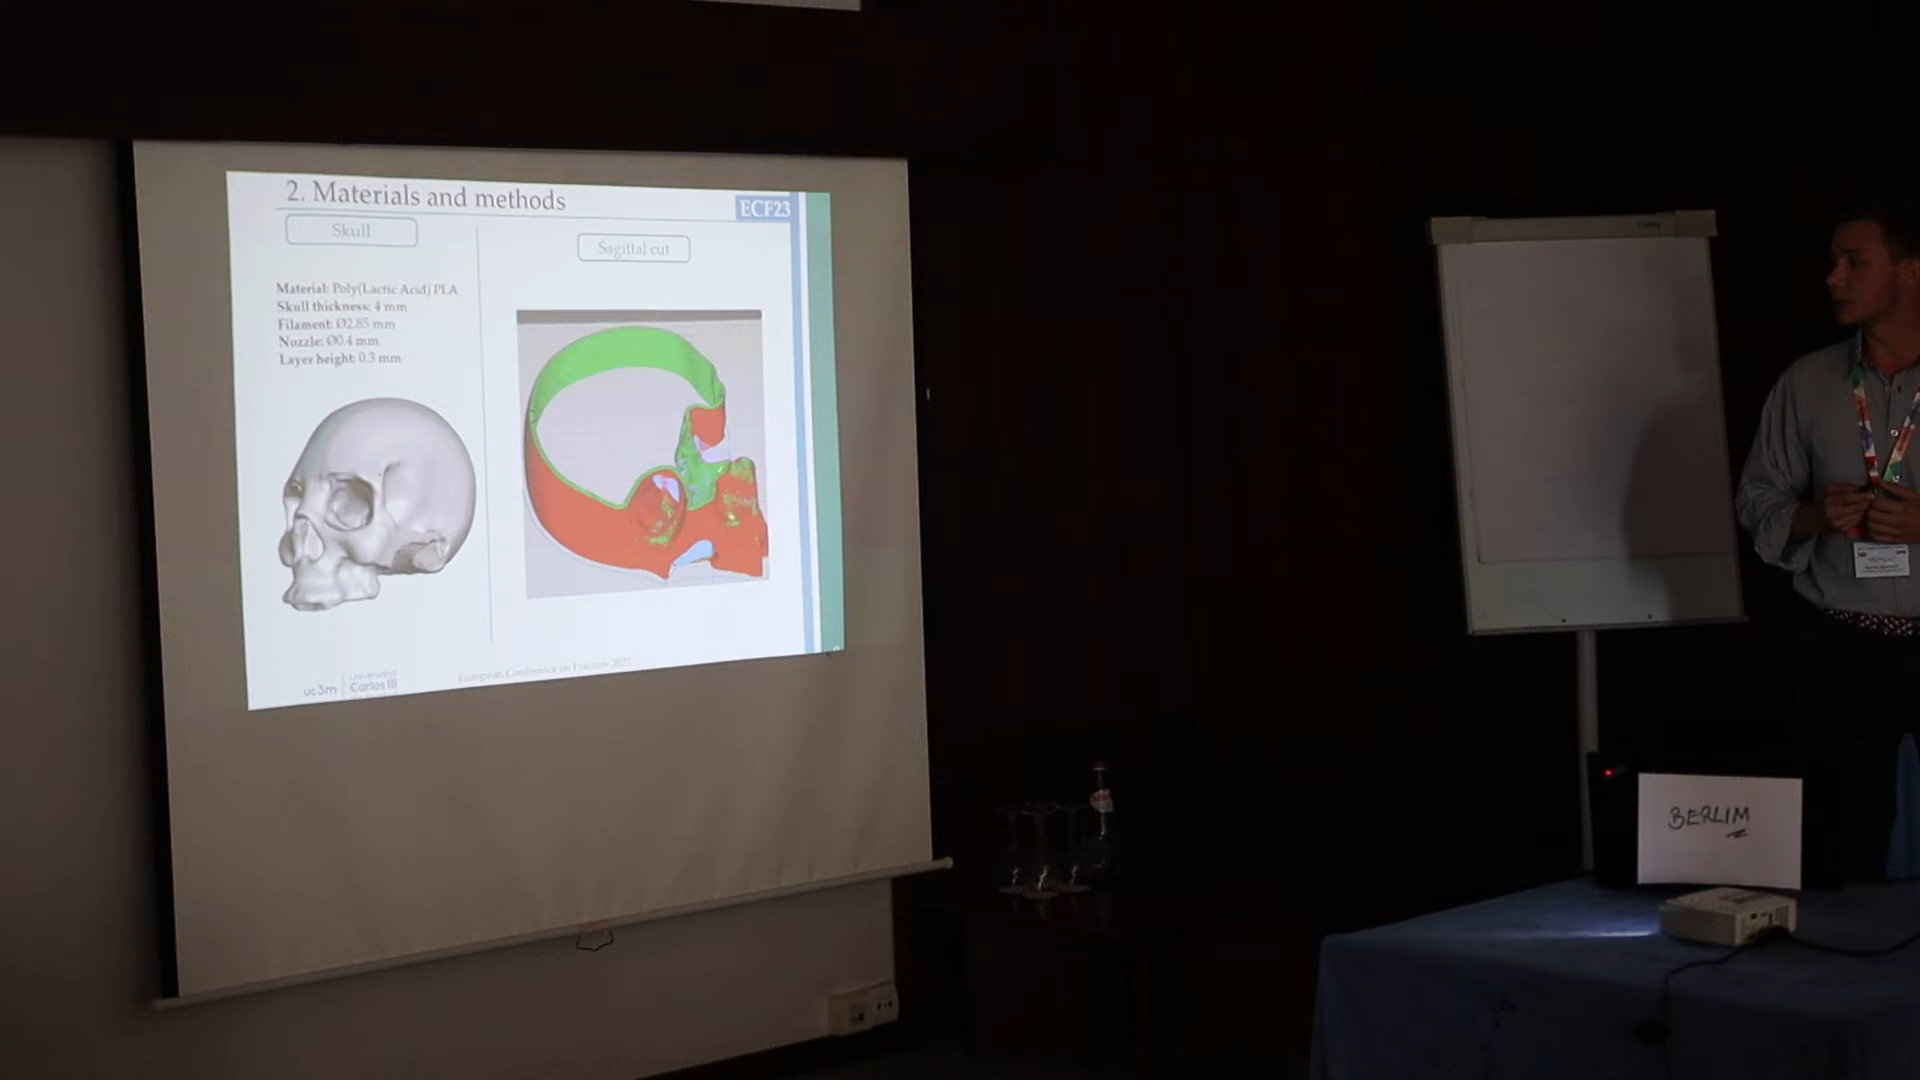 2. Materials and methods
ECF23
Skull
Sagittal cut
Material: Poly(Lactic Acid) PLA
Skull thickness: 4 mm
Filament: Ø2.85 mm
Nozzle: Ø0.4 mm
Layer height: 0.3 mm
uc3m
Universidad
Carlos III
European Conference on Fracture 2022
BERLIM